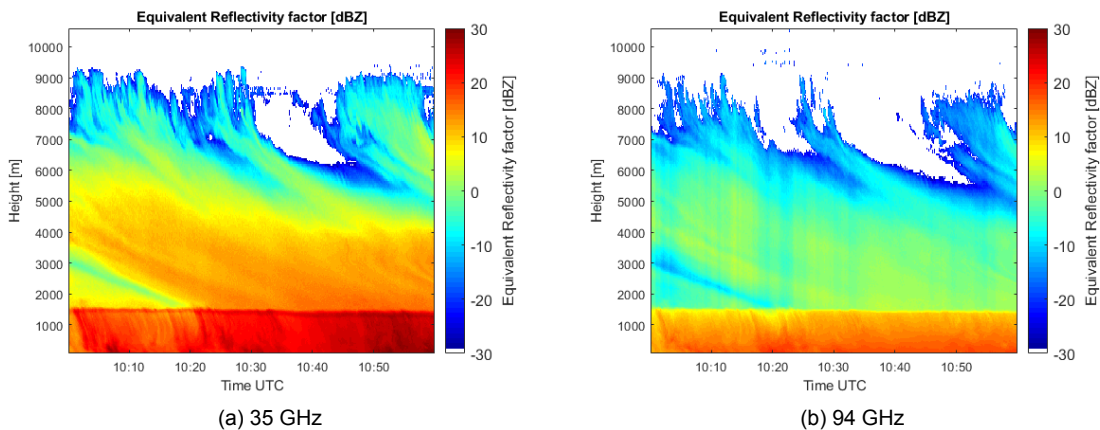 Equivalent Reflectivity factor [dBZ]
10000
9000
8000
7000
6000
5000
4000
3000
2000
1000
Height [m]
10:10 10:20 10:30 10:40 10:50
Time UTC
30
20
10
0
-10
-20
-30
Equivalent Reflectivity factor [dBZ]
(a) 35 GHz
Equivalent Reflectivity factor [dBZ]
10000
9000
8000
7000
6000
5000
4000
3000
2000
1000
Height [m]
10:10 10:20 10:30 10:40 10:50
Time UTC
30
20
10
0
-10
-20
-30
Equivalent Reflectivity factor [dBZ]
(b) 94 GHz